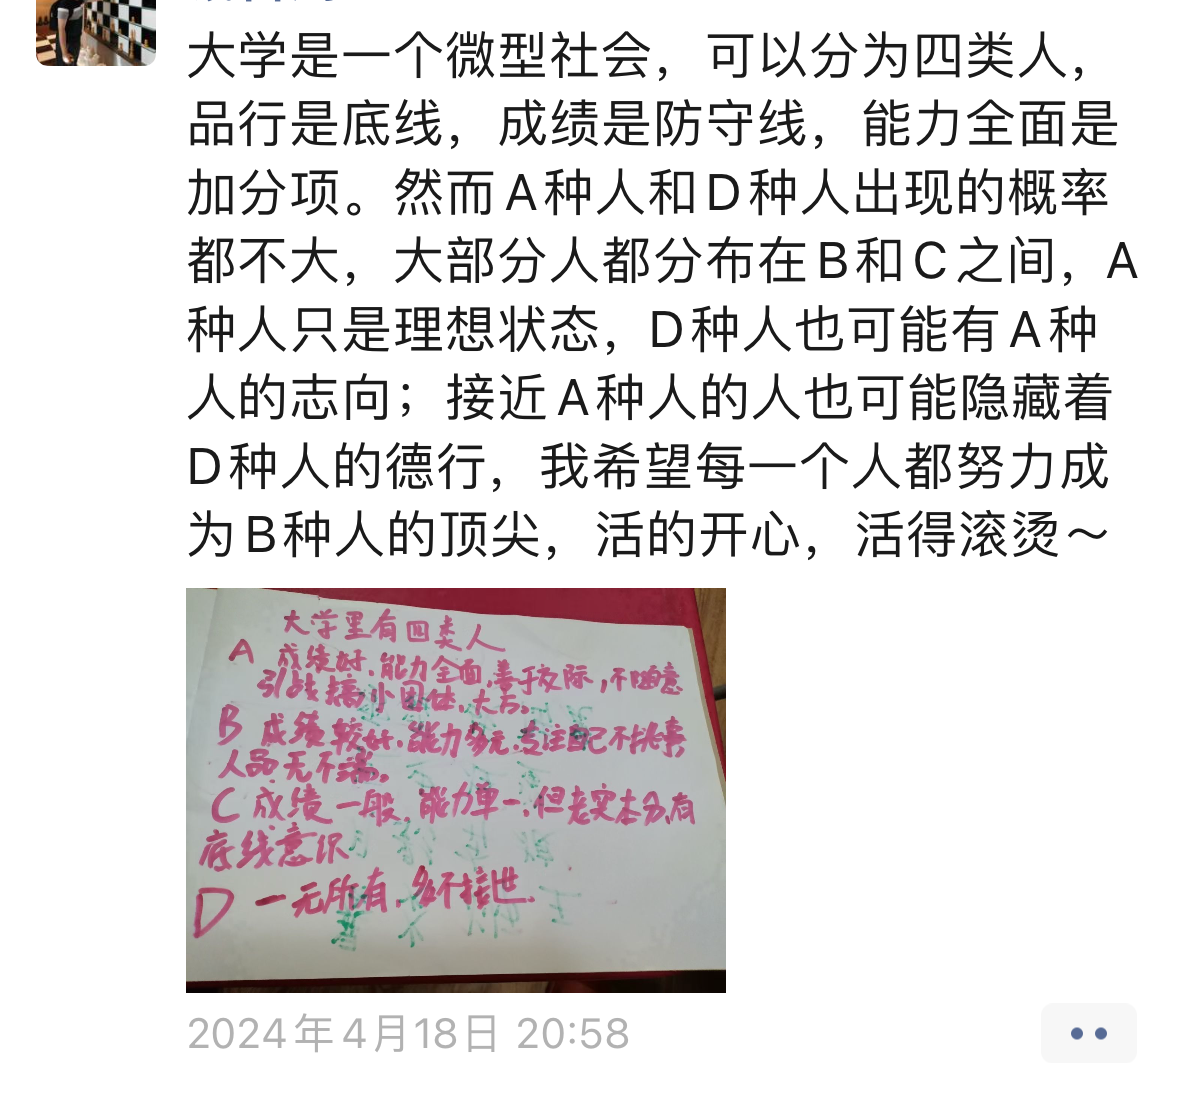 大学是一个微型社会，可以分为四类人，
品行是底线，成绩是防守线，能力全面是
加分项。然而A种人和D种人出现的概率
都不大，大部分人都分布在B和C之间，A
种人只是理想状态，D种人也可能有A种
人的志向；接近A种人的人也可能隐藏着
D种人的德行，我希望每一个人都努力成
为B种人的顶尖，活的开心，活得滚烫～
大学里有四类人
A 成绩好.能力全面.善于交际,不随意
引战搞小团体.大方.
B 成绩较好.能力多元.专注自己不挑事
人品无不端。
C 成绩一般.能力单一.但老实本分,有
底线意识
D 一无所有.
2024年4月18日 20:58